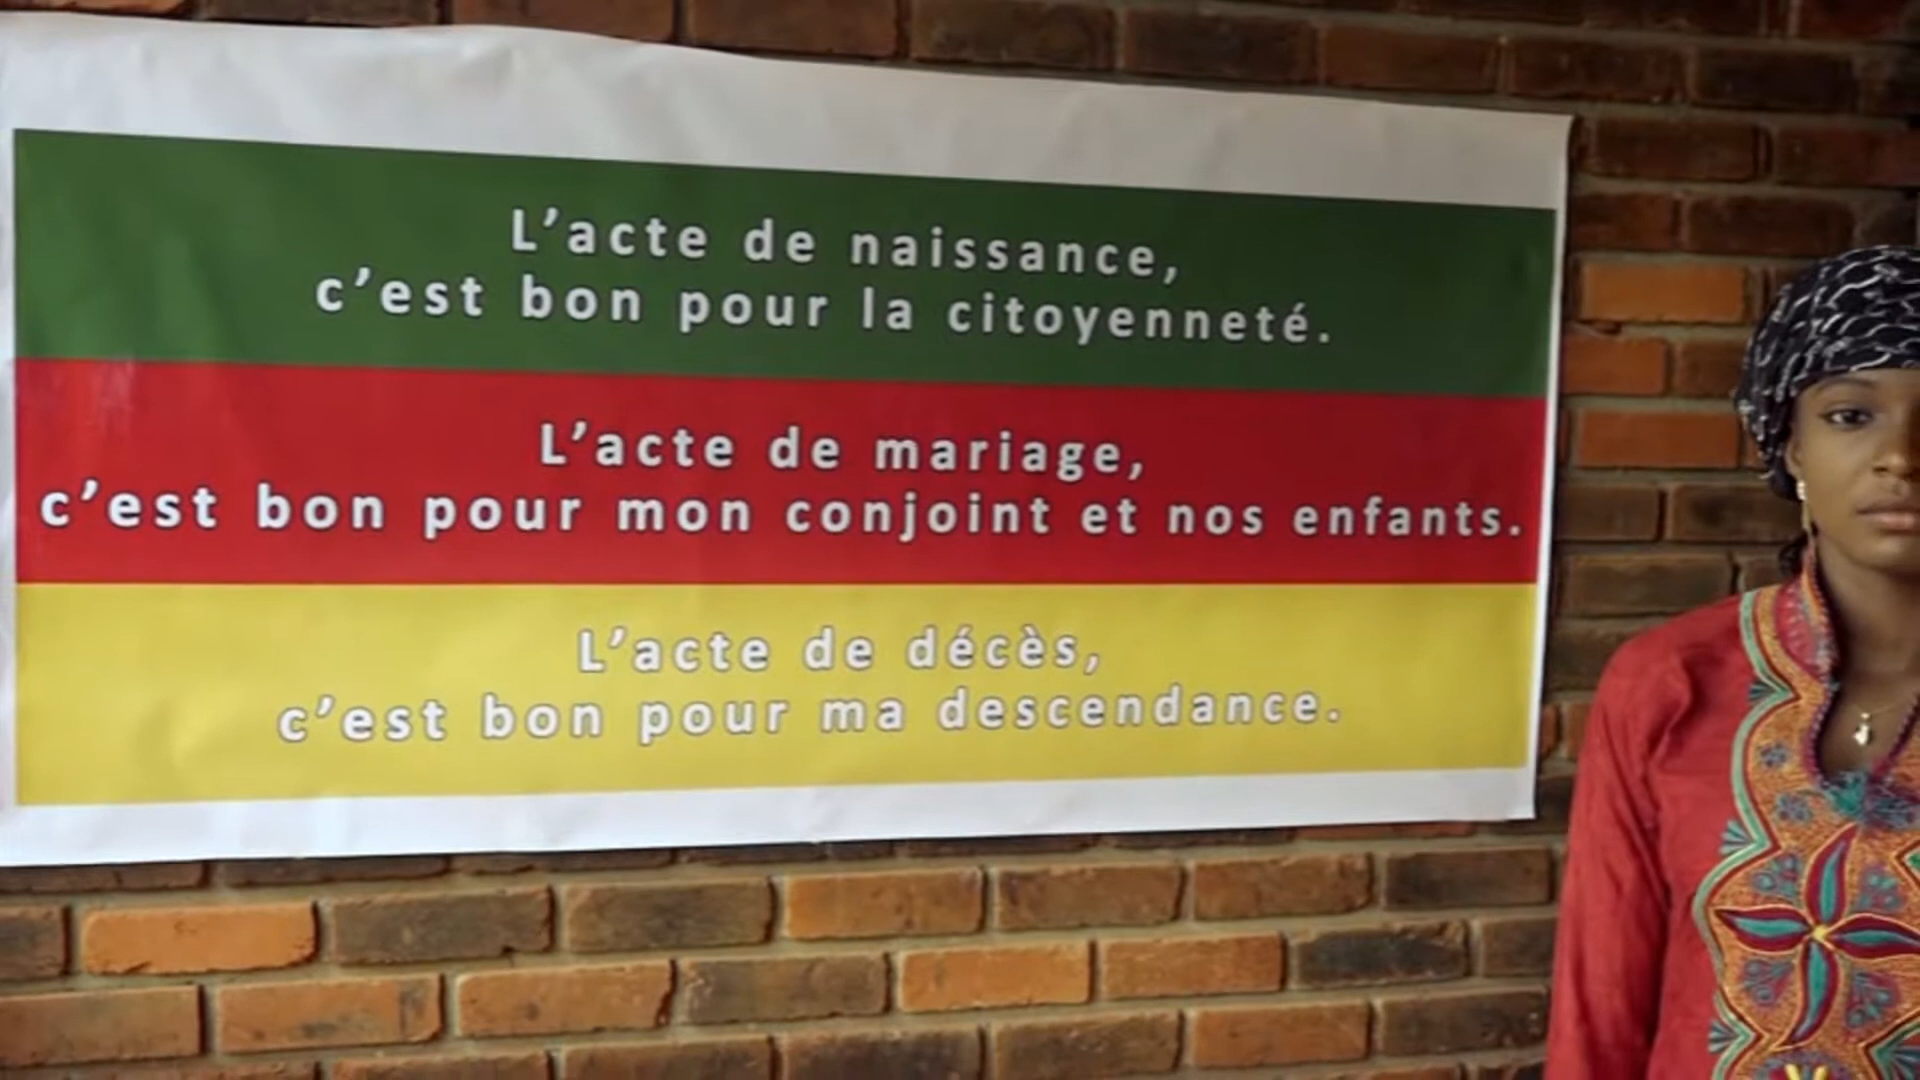 L’acte de naissance,
c’est bon pour la citoyenneté.
L’acte de mariage,
c’est bon pour mon conjoint et nos enfants.
L’acte de décès,
c’est bon pour ma descendance.